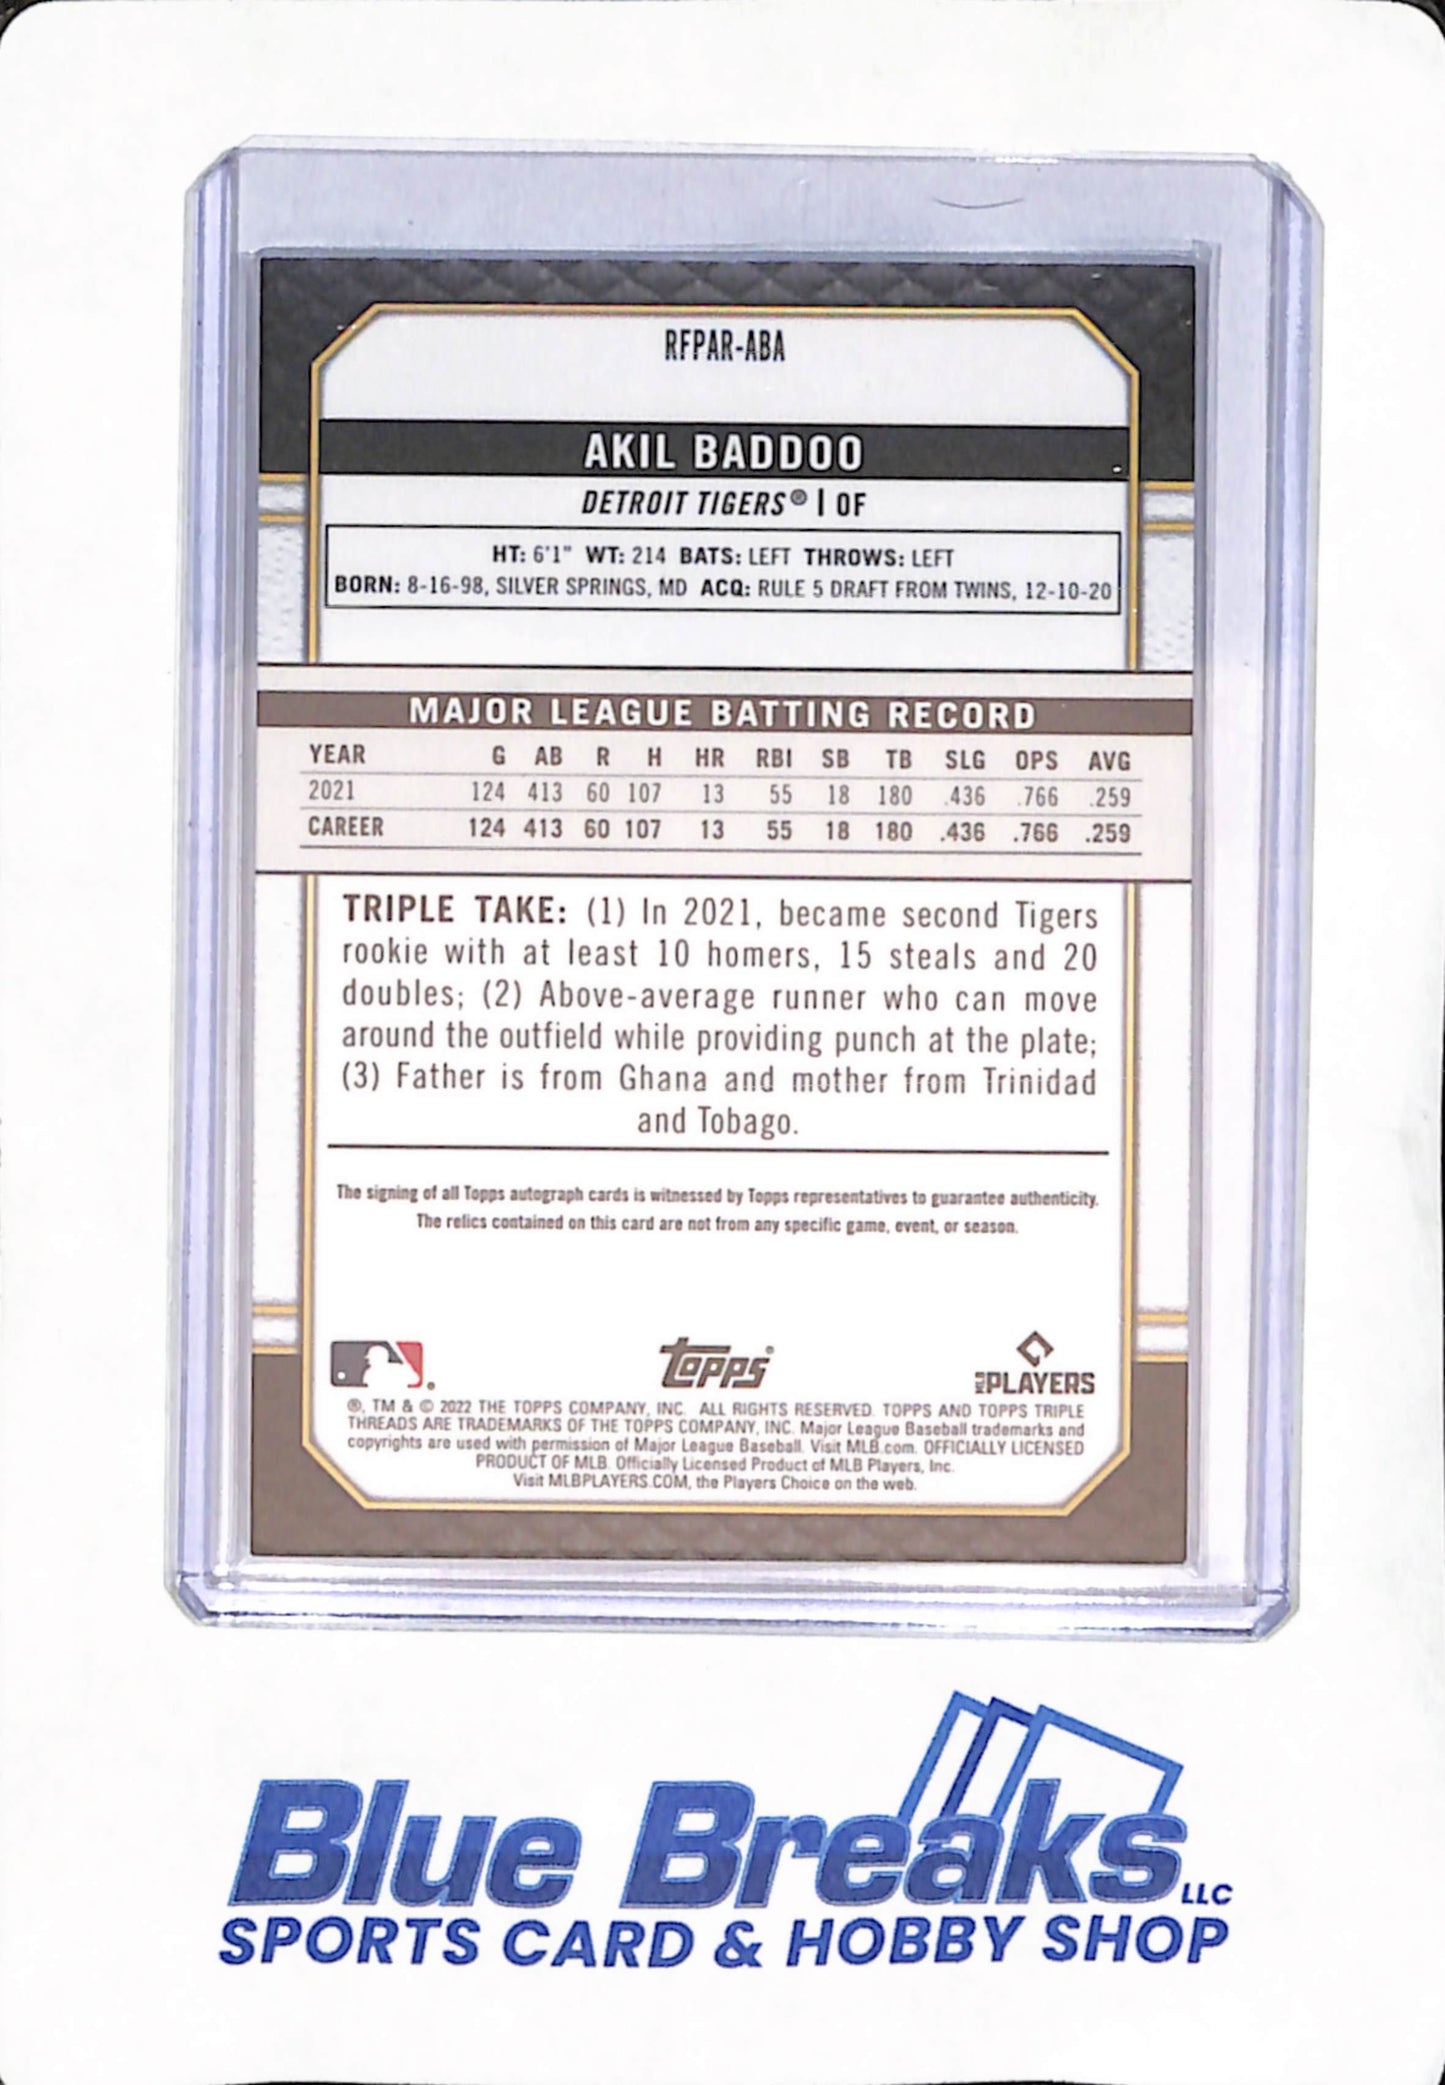 RFPAR-ABA
AKIL BADDOO
DETROIT TIGERS® | OF
HT: 6'1" WT: 214 BATS: LEFT THROWS: LEFT
BORN: 8-16-98, SILVER SPRINGS, MD ACQ: RULE 5 DRAFT FROM TWINS, 12-10-20
MAJOR LEAGUE BATTING RECORD
YEAR G AB R H HR RBI SB TB SLG OPS AVG
2021 124 413 60 107 13 55 18 180 .436 .766 .259
CAREER 124 413 60 107 13 55 18 180 .436 .766 .259
TRIPLE TAKE: (1) In 2021, became second Tigers
rookie with at least 10 homers, 15 steals and 20
doubles; (2) Above-average runner who can move
around the outfield while providing punch at the plate;
(3) Father is from Ghana and mother from Trinidad
and Tobago.
The signing of all Topps autograph cards is witnessed by Topps representatives to guarantee authenticity.
The relics contained on this card are not from any specific game, event, or season.
Topps®
MLB PLAYERS
®, TM & © 2022 THE TOPPS COMPANY, INC. ALL RIGHTS RESERVED. TOPPS AND TOPPS TRIPLE
THREADS ARE TRADEMARKS OF THE TOPPS COMPANY, INC. Major League Baseball trademarks and
copyrights are used with permission of Major League Baseball. Visit MLB.com. OFFICIALLY LICENSED
PRODUCT OF MLB. Officially Licensed Product of MLB Players, Inc.
Visit MLBPLAYERS.COM, the Players Choice on the web.
Blue Breaks LLC
SPORTS CARD & HOBBY SHOP